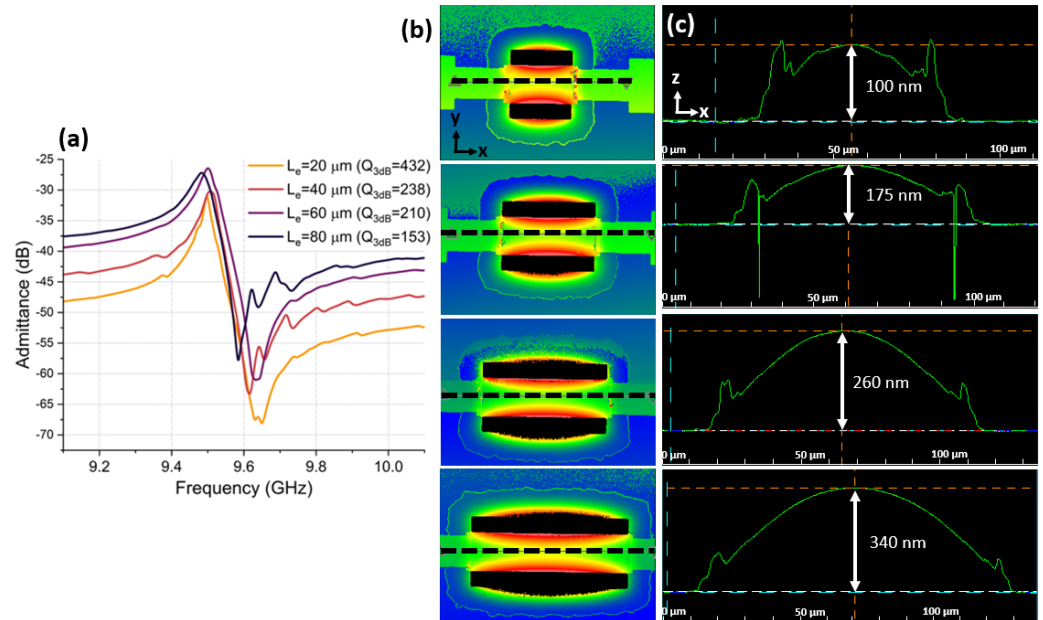 (a)
-25
-30
-35
-40
-45
-50
-55
-60
-65
-70
Admittance (dB)
9.2
9.4
9.6
9.8
10.0
Frequency (GHz)
Lₑ=20 μm (Q₃dB=432)
Lₑ=40 μm (Q₃dB=238)
Lₑ=60 μm (Q₃dB=210)
Lₑ=80 μm (Q₃dB=153)
(b)
y
x
(c)
z
x
100 nm
0 μm
50 μm
100 μm
175 nm
μm
50 μm
100 μm
260 nm
0 μm
50 μm
100 μm
340 nm
0 μm
50 μm
100 μm